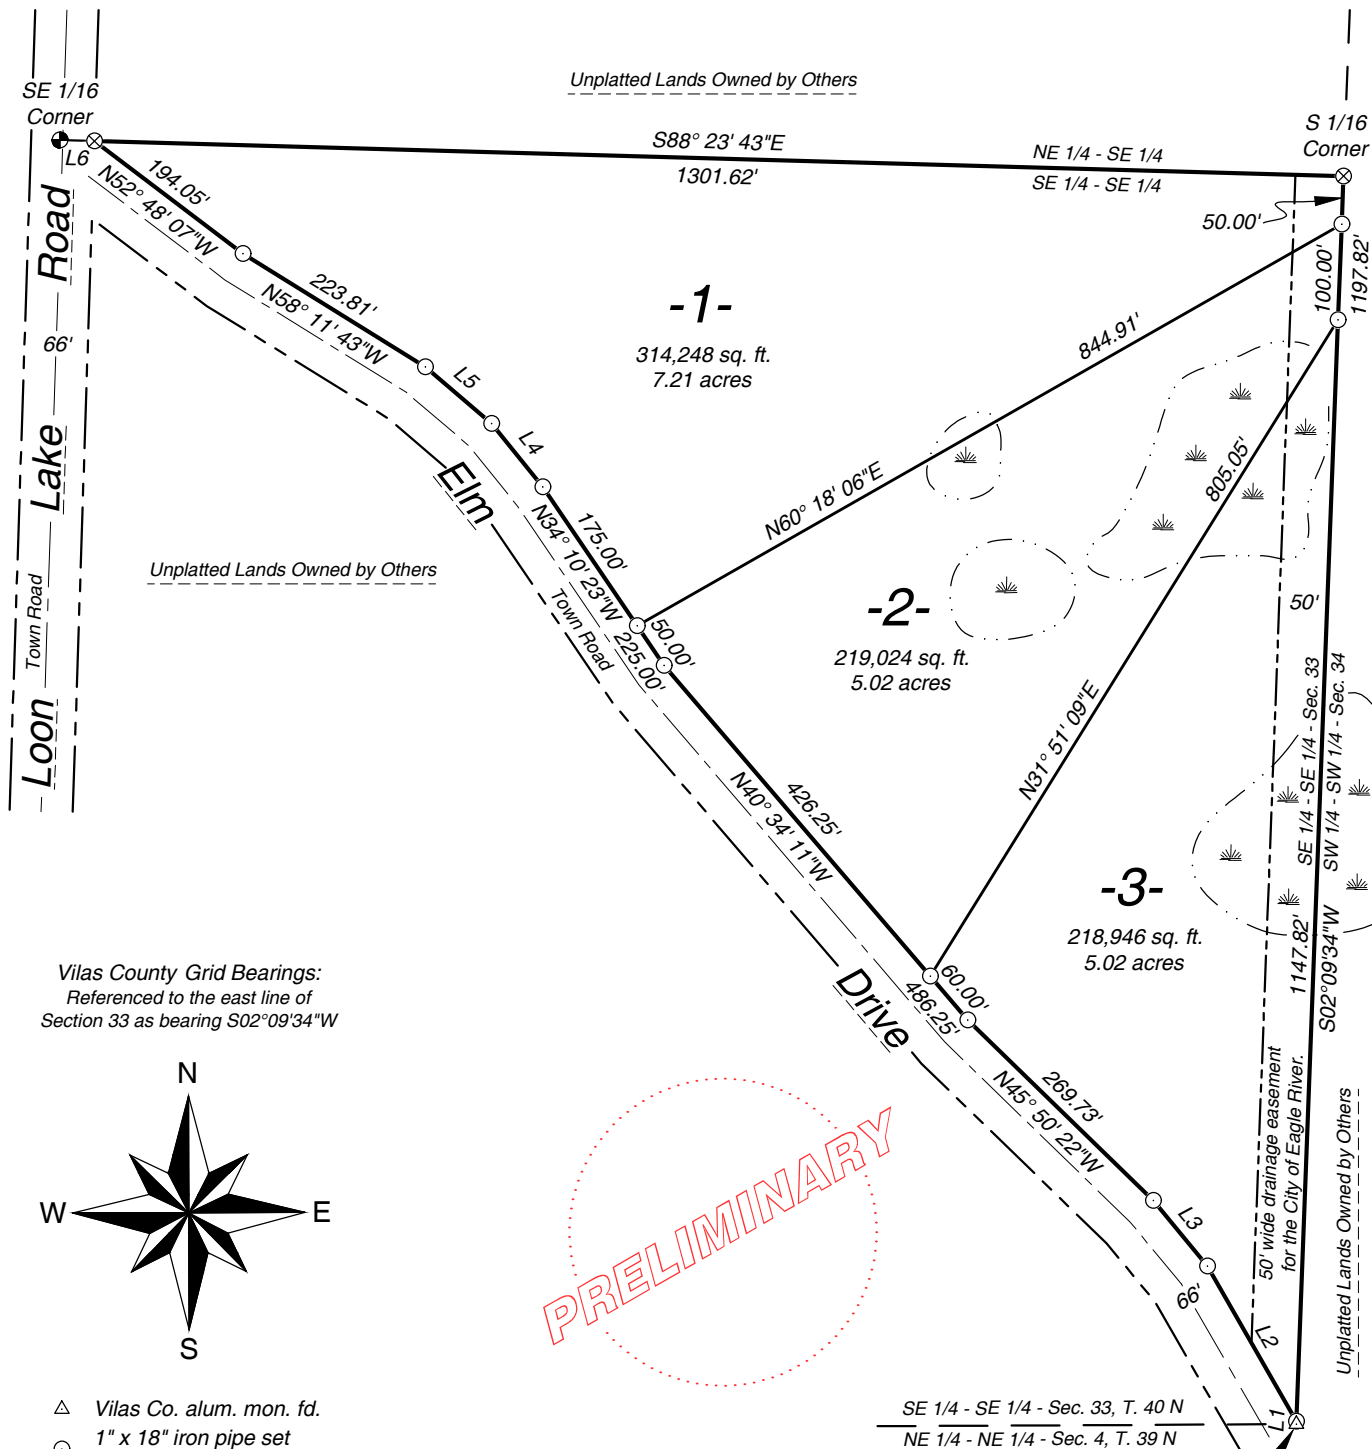 Unplatted Lands Owned by Others
SE 1/16
Corner
S 1/16
Corner
L6
S88° 23' 43"E
1301.62'
NE 1/4 - SE 1/4
SE 1/4 - SE 1/4
50.00'
194.05'
N52° 48' 07"W
100.00'
1197.82'
223.81'
N58° 11' 43"W
-1-
314,248 sq. ft.
7.21 acres
844.91'
N60° 18' 06"E
Loon Lake Road
66'
Town Road
L5
L4
Elm Drive
175.00'
N34° 10' 23"W
Town Road
50.00'
225.00'
Unplatted Lands Owned by Others
805.05'
N31° 51' 09"E
-2-
219,024 sq. ft.
5.02 acres
50'
SE 1/4 - SE 1/4 - Sec. 33
SW 1/4 - SW 1/4 - Sec. 34
426.25'
N40° 34' 11"W
-3-
218,946 sq. ft.
5.02 acres
1147.82'
S02°09'34"W
60.00'
486.25'
Vilas County Grid Bearings:
Referenced to the east line of
Section 33 as bearing S02°09'34"W
N
W
E
S
269.73'
N45° 50' 22"W
50' wide drainage easement
for the City of Eagle River.
Unplatted Lands Owned by Others
PRELIMINARY
L3
66'
L2
L1
SE 1/4 - SE 1/4 - Sec. 33, T. 40 N
NE 1/4 - NE 1/4 - Sec. 4, T. 39 N
Vilas Co. alum. mon. fd.
1" x 18" iron pipe set